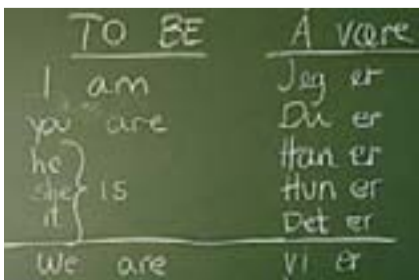 TO BE Å være
I am Jeg er
you are Du er
he Han er
she } is Hun er
it Det er
We are Vi er